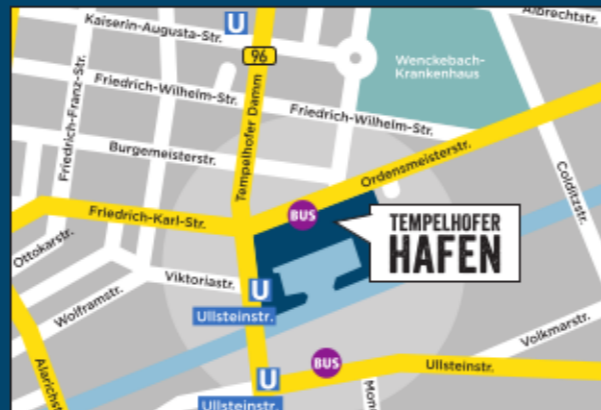 Albrechtstr.
Kaiserin-Augusta-Str.
U
96
Wenckebach-
Krankenhaus
Friedrich-Franz-Str.
Friedrich-Wilhelm-Str.
Tempelhofer Damm
Friedrich-Wilhelm-Str.
Burgemeisterstr.
Ordensmeisterstr.
Colditzstr.
Friedrich-Karl-Str.
BUS
TEMPELHOFER
HAFEN
Ottokarstr.
Viktoriastr.
U
Ullsteinstr.
Wolframstr.
Volkmarstr.
Alarichst
BUS
Ullsteinstr.
U
Ullsteinstr.